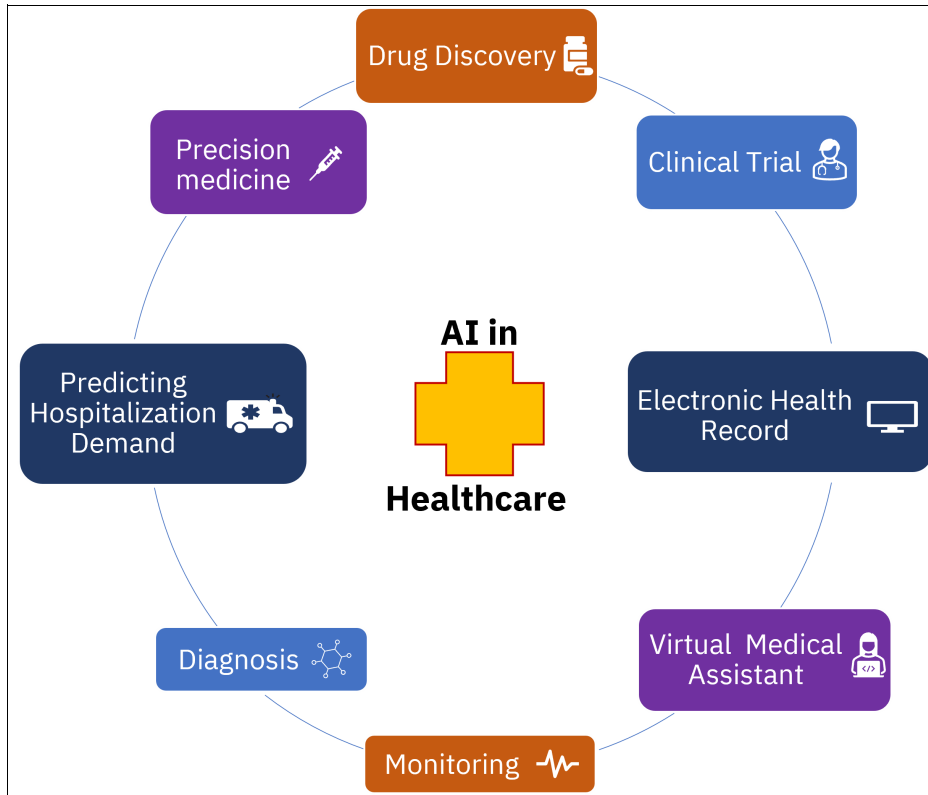 Drug Discovery
Precision
medicine
Clinical Trial
AI in
Healthcare
Predicting
Hospitalization
Demand
Electronic Health
Record
Diagnosis
Virtual Medical
Assistant
</>
Monitoring